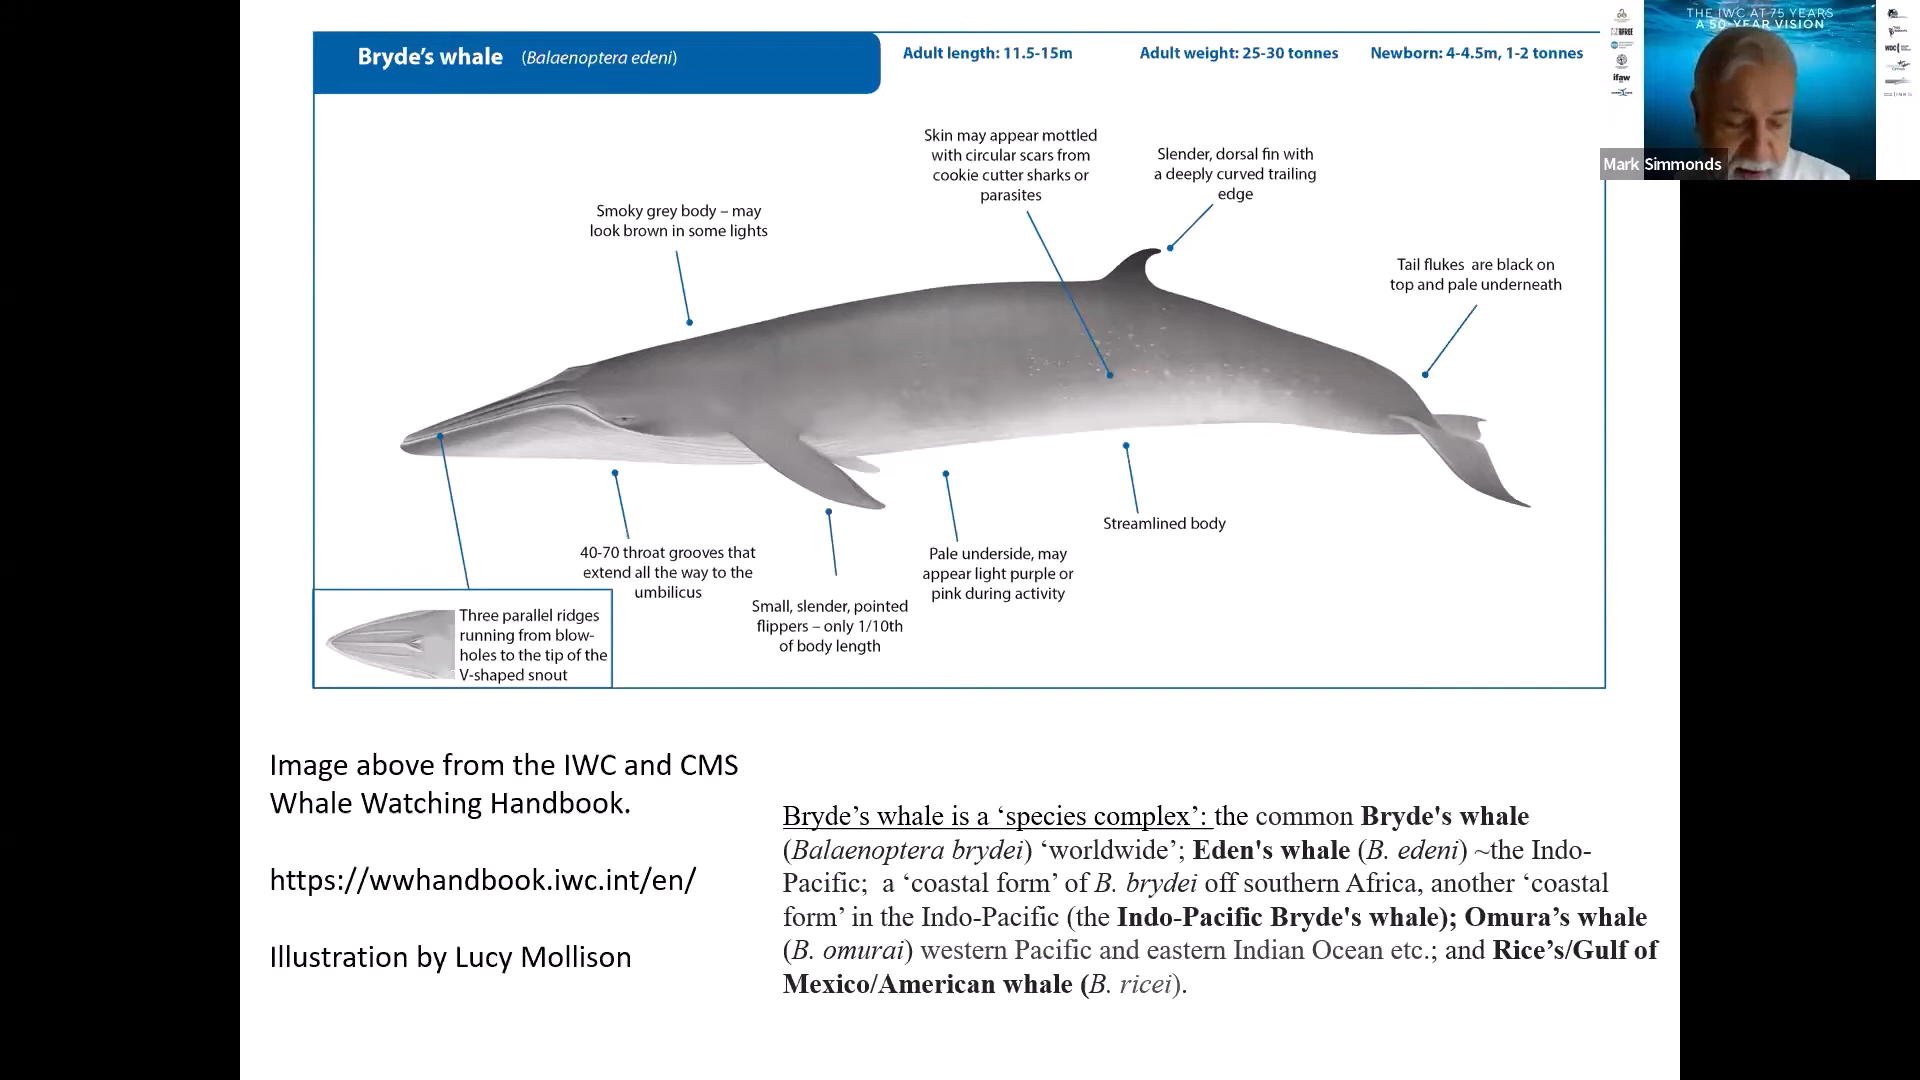 Bryde's whale (Balaenoptera edeni)
Adult length: 11.5-15m
Adult weight: 25-30 tonnes
Newborn: 4-4.5m, 1-2 tonnes
THE IWC AT 75 YEARS
A 50-YEAR VISION
ifaw
WDC
Mark Simmonds
Skin may appear mottled
with circular scars from
cookie cutter sharks or
parasites
Slender, dorsal fin with
a deeply curved trailing
edge
Smoky grey body – may
look brown in some lights
Tail flukes are black on
top and pale underneath
Streamlined body
40-70 throat grooves that
extend all the way to the
umbilicus
Pale underside, may
appear light purple or
pink during activity
Small, slender, pointed
flippers – only 1/10th
of body length
Three parallel ridges
running from blow-
holes to the tip of the
V-shaped snout
Image above from the IWC and CMS
Whale Watching Handbook.
https://wwhandbook.iwc.int/en/
Illustration by Lucy Mollison
Bryde’s whale is a ‘species complex’: the common Bryde's whale
(Balaenoptera brydei) ‘worldwide’; Eden's whale (B. edeni) ~the Indo-
Pacific; a ‘coastal form’ of B. brydei off southern Africa, another ‘coastal
form’ in the Indo-Pacific (the Indo-Pacific Bryde's whale); Omura’s whale
(B. omurai) western Pacific and eastern Indian Ocean etc.; and Rice’s/Gulf of
Mexico/American whale (B. ricei).